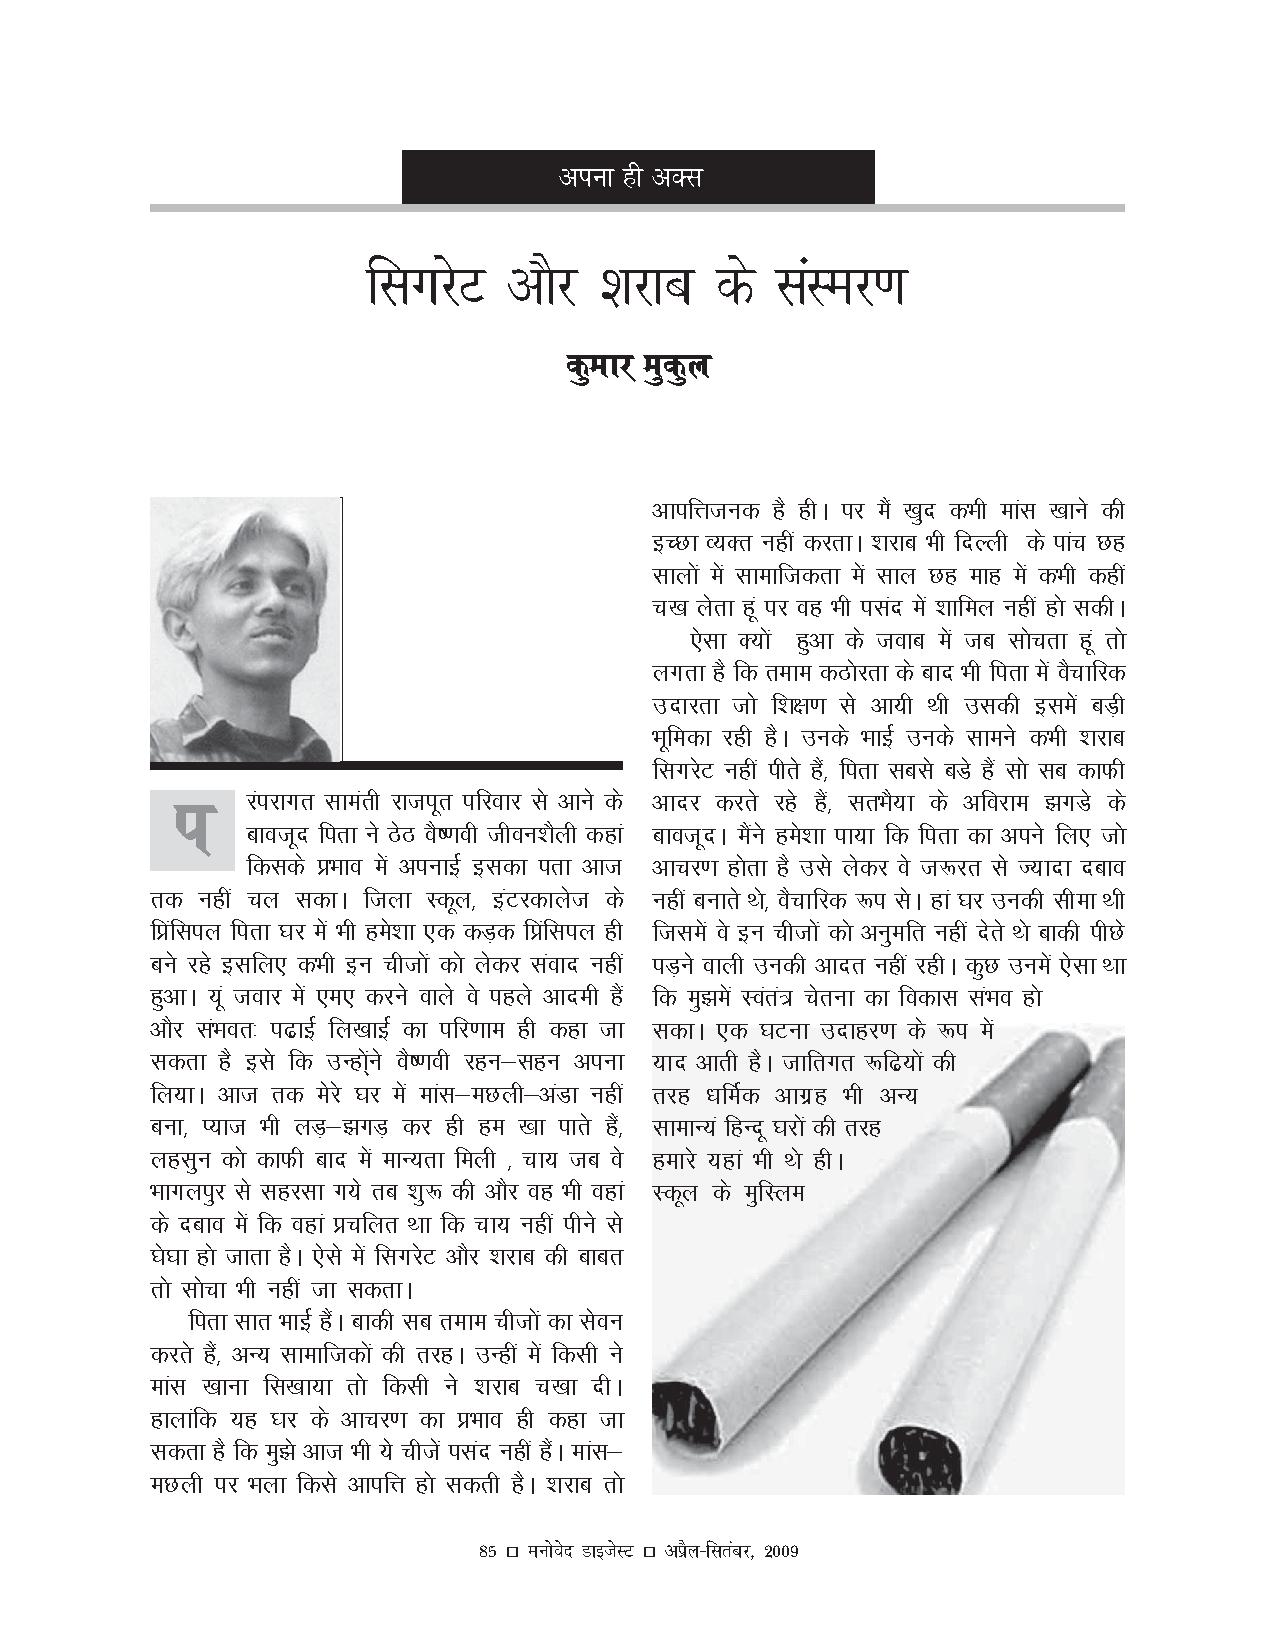 अपना ही अक्स
सिगरेट और शराब के संस्मरण
कुमार मुकुल
परंपरागत सामंती राजपूत परिवार से आने के
बावजूद पिता ने ठेठ वैष्णवी जीवनशैली कहां
किसके प्रभाव में अपनाई इसका पता आज
तक नहीं चल सका। जिला स्कूल, इंटरकालेज के
प्रिंसिपल पिता घर में भी हमेशा एक कड़क प्रिंसिपल ही
बने रहे इसलिए कभी इन चीजों को लेकर संवाद नहीं
हुआ। यूं जवार में एमए करने वाले वे पहले आदमी हैं
और संभवतः पढाई लिखाई का परिणाम ही कहा जा
सकता है इसे कि उन्होंने वैष्णवी रहन–सहन अपना
लिया। आज तक मेरे घर में मांस–मछली–अंडा नहीं
बना, प्याज भी लड़–झगड़ कर ही हम खा पाते हैं,
लहसुन को काफी बाद में मान्यता मिली , चाय जब वे
भागलपुर से सहरसा गये तब शुरू की और वह भी वहां
के दबाव में कि वहां प्रचलित था कि चाय नहीं पीने से
घेघा हो जाता है। ऐसे में सिगरेट और शराब की बाबत
तो सोचा भी नहीं जा सकता।
पिता सात भाई हैं। बाकी सब तमाम चीजों का सेवन
करते हैं, अन्य सामाजिकों की तरह। उन्हीं में किसी ने
मांस खाना सिखाया तो किसी ने शराब चखा दी।
हालांकि यह घर के आचरण का प्रभाव ही कहा जा
सकता है कि मुझे आज भी ये चीजें पसंद नहीं हैं। मांस–
मछली पर भला किसे आपत्ति हो सकती है। शराब तो
आपत्तिजनक है ही। पर मैं खुद कभी मांस खाने की
इच्छा व्यक्त नहीं करता। शराब भी दिल्ली के पांच छह
सालों में सामाजिकता में साल छह माह में कभी कहीं
चख लेता हूं पर वह भी पसंद में शामिल नहीं हो सकी।
ऐसा क्यों हुआ के जवाब में जब सोचता हूं तो
लगता है कि तमाम कठोरता के बाद भी पिता में वैचारिक
उदारता जो शिक्षण से आयी थी उसकी इसमें बड़ी
भूमिका रही है। उनके भाई उनके सामने कभी शराब
सिगरेट नहीं पीते हैं, पिता सबसे बडे हैं सो सब काफी
आदर करते रहे हैं, सतभैया के अविराम झगडे के
बावजूद। मैंने हमेशा पाया कि पिता का अपने लिए जो
आचरण होता है उसे लेकर वे जरूरत से ज्यादा दबाव
नहीं बनाते थे, वैचारिक रूप से। हां घर उनकी सीमा थी
जिसमें वे इन चीजों को अनुमति नहीं देते थे बाकी पीछे
पड़ने वाली उनकी आदत नहीं रही। कुछ उनमें ऐसा था
कि मुझमें स्वंतंत्र चेतना का विकास संभव हो
सका। एक घटना उदाहरण के रूप में
याद आती है। जातिगत रूढियों की
तरह धर्मिक आग्रह भी अन्य
सामान्यं हिन्दू घरों की तरह
हमारे यहां भी थे ही।
स्कूल के मुस्लिम
85 □ मनोवेद डाइजेस्ट □ अप्रैल-सितंबर, 2009